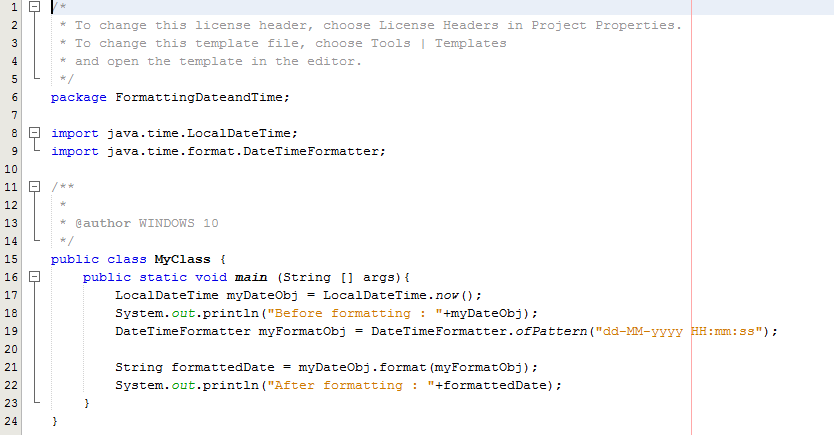 1 /*
2 * To change this license header, choose License Headers in Project Properties.
3 * To change this template file, choose Tools | Templates
4 * and open the template in the editor.
5 */
6 package FormattingDateandTime;
7
8 import java.time.LocalDateTime;
9 import java.time.format.DateTimeFormatter;
10
11 /**
12 *
13 * @author WINDOWS 10
14 */
15 public class MyClass {
16 public static void main (String [] args){
17 LocalDateTime myDateObj = LocalDateTime.now();
18 System.out.println("Before formatting : "+myDateObj);
19 DateTimeFormatter myFormatObj = DateTimeFormatter.ofPattern("dd-MM-yyyy HH:mm:ss");
20
21 String formattedDate = myDateObj.format(myFormatObj);
22 System.out.println("After formatting : "+formattedDate);
23 }
24 }